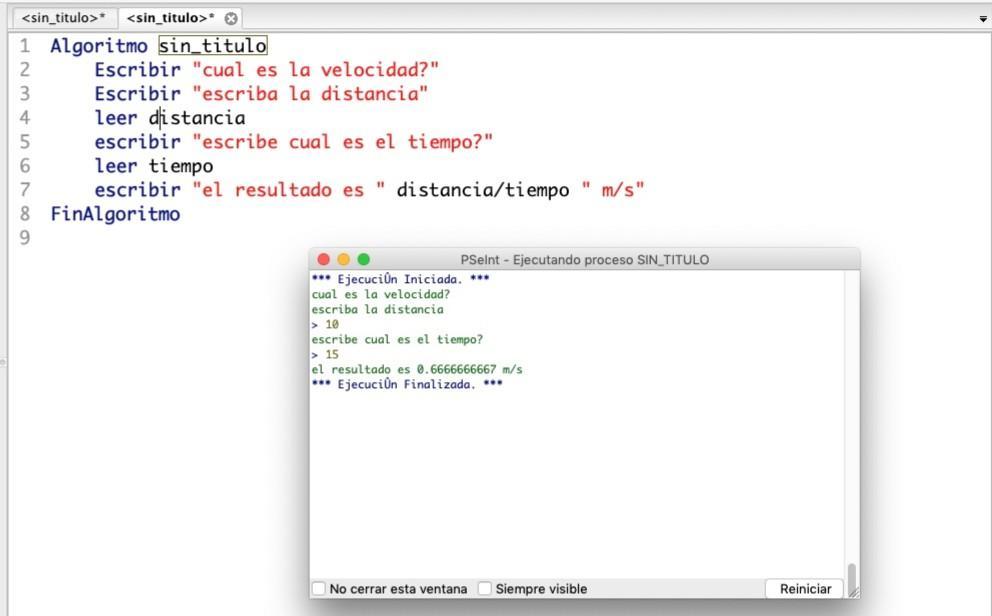 <sin_titulo>* <sin_titulo>*
1 Algoritmo sin_titulo
2 Escribir "cual es la velocidad?"
3 Escribir "escriba la distancia"
4 leer distancia
5 escribir "escribe cual es el tiempo?"
6 leer tiempo
7 escribir "el resultado es " distancia/tiempo " m/s"
8 FinAlgoritmo
9
PSeInt - Ejecutando proceso SIN_TITULO
*** EjecuciÛn Iniciada. ***
cual es la velocidad?
escriba la distancia
> 10
escribe cual es el tiempo?
> 15
el resultado es 0.6666666667 m/s
*** EjecuciÛn Finalizada. ***
No cerrar esta ventana Siempre visible Reiniciar